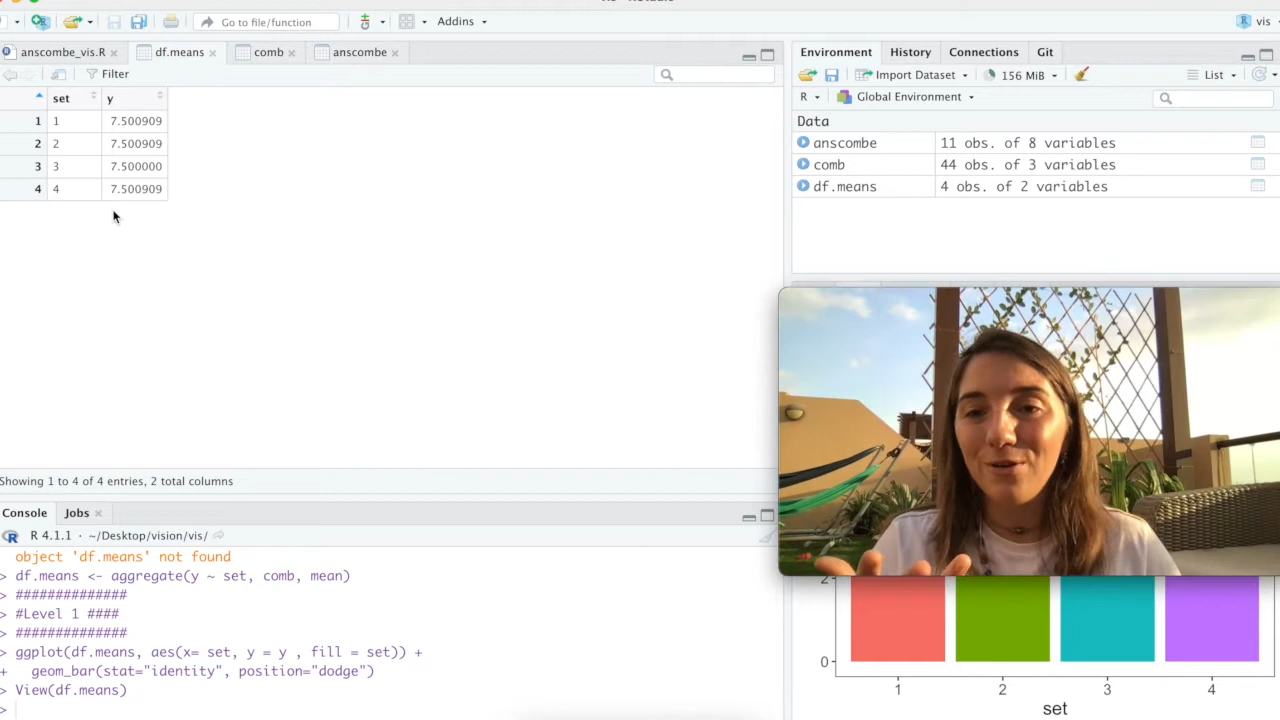 Go to file/function
Addins
vis
anscombe_vis.R
df.means
comb
anscombe
Filter
set y
1 1 7.500909
2 2 7.500909
3 3 7.500000
4 4 7.500909
Showing 1 to 4 of 4 entries, 2 total columns
Console Jobs
R 4.1.1 · ~/Desktop/vision/vis/
object 'df.means' not found
> df.means <- aggregate(y ~ set, comb, mean)
> ##############
> #Level 1 ####
> ##############
> ggplot(df.means, aes(x= set, y = y , fill = set)) +
+ geom_bar(stat="identity", position="dodge")
> View(df.means)
>
Environment History Connections Git
Import Dataset 156 MiB List
R Global Environment
Data
anscombe 11 obs. of 8 variables
comb 44 obs. of 3 variables
df.means 4 obs. of 2 variables
2
0
1 2 3 4
set